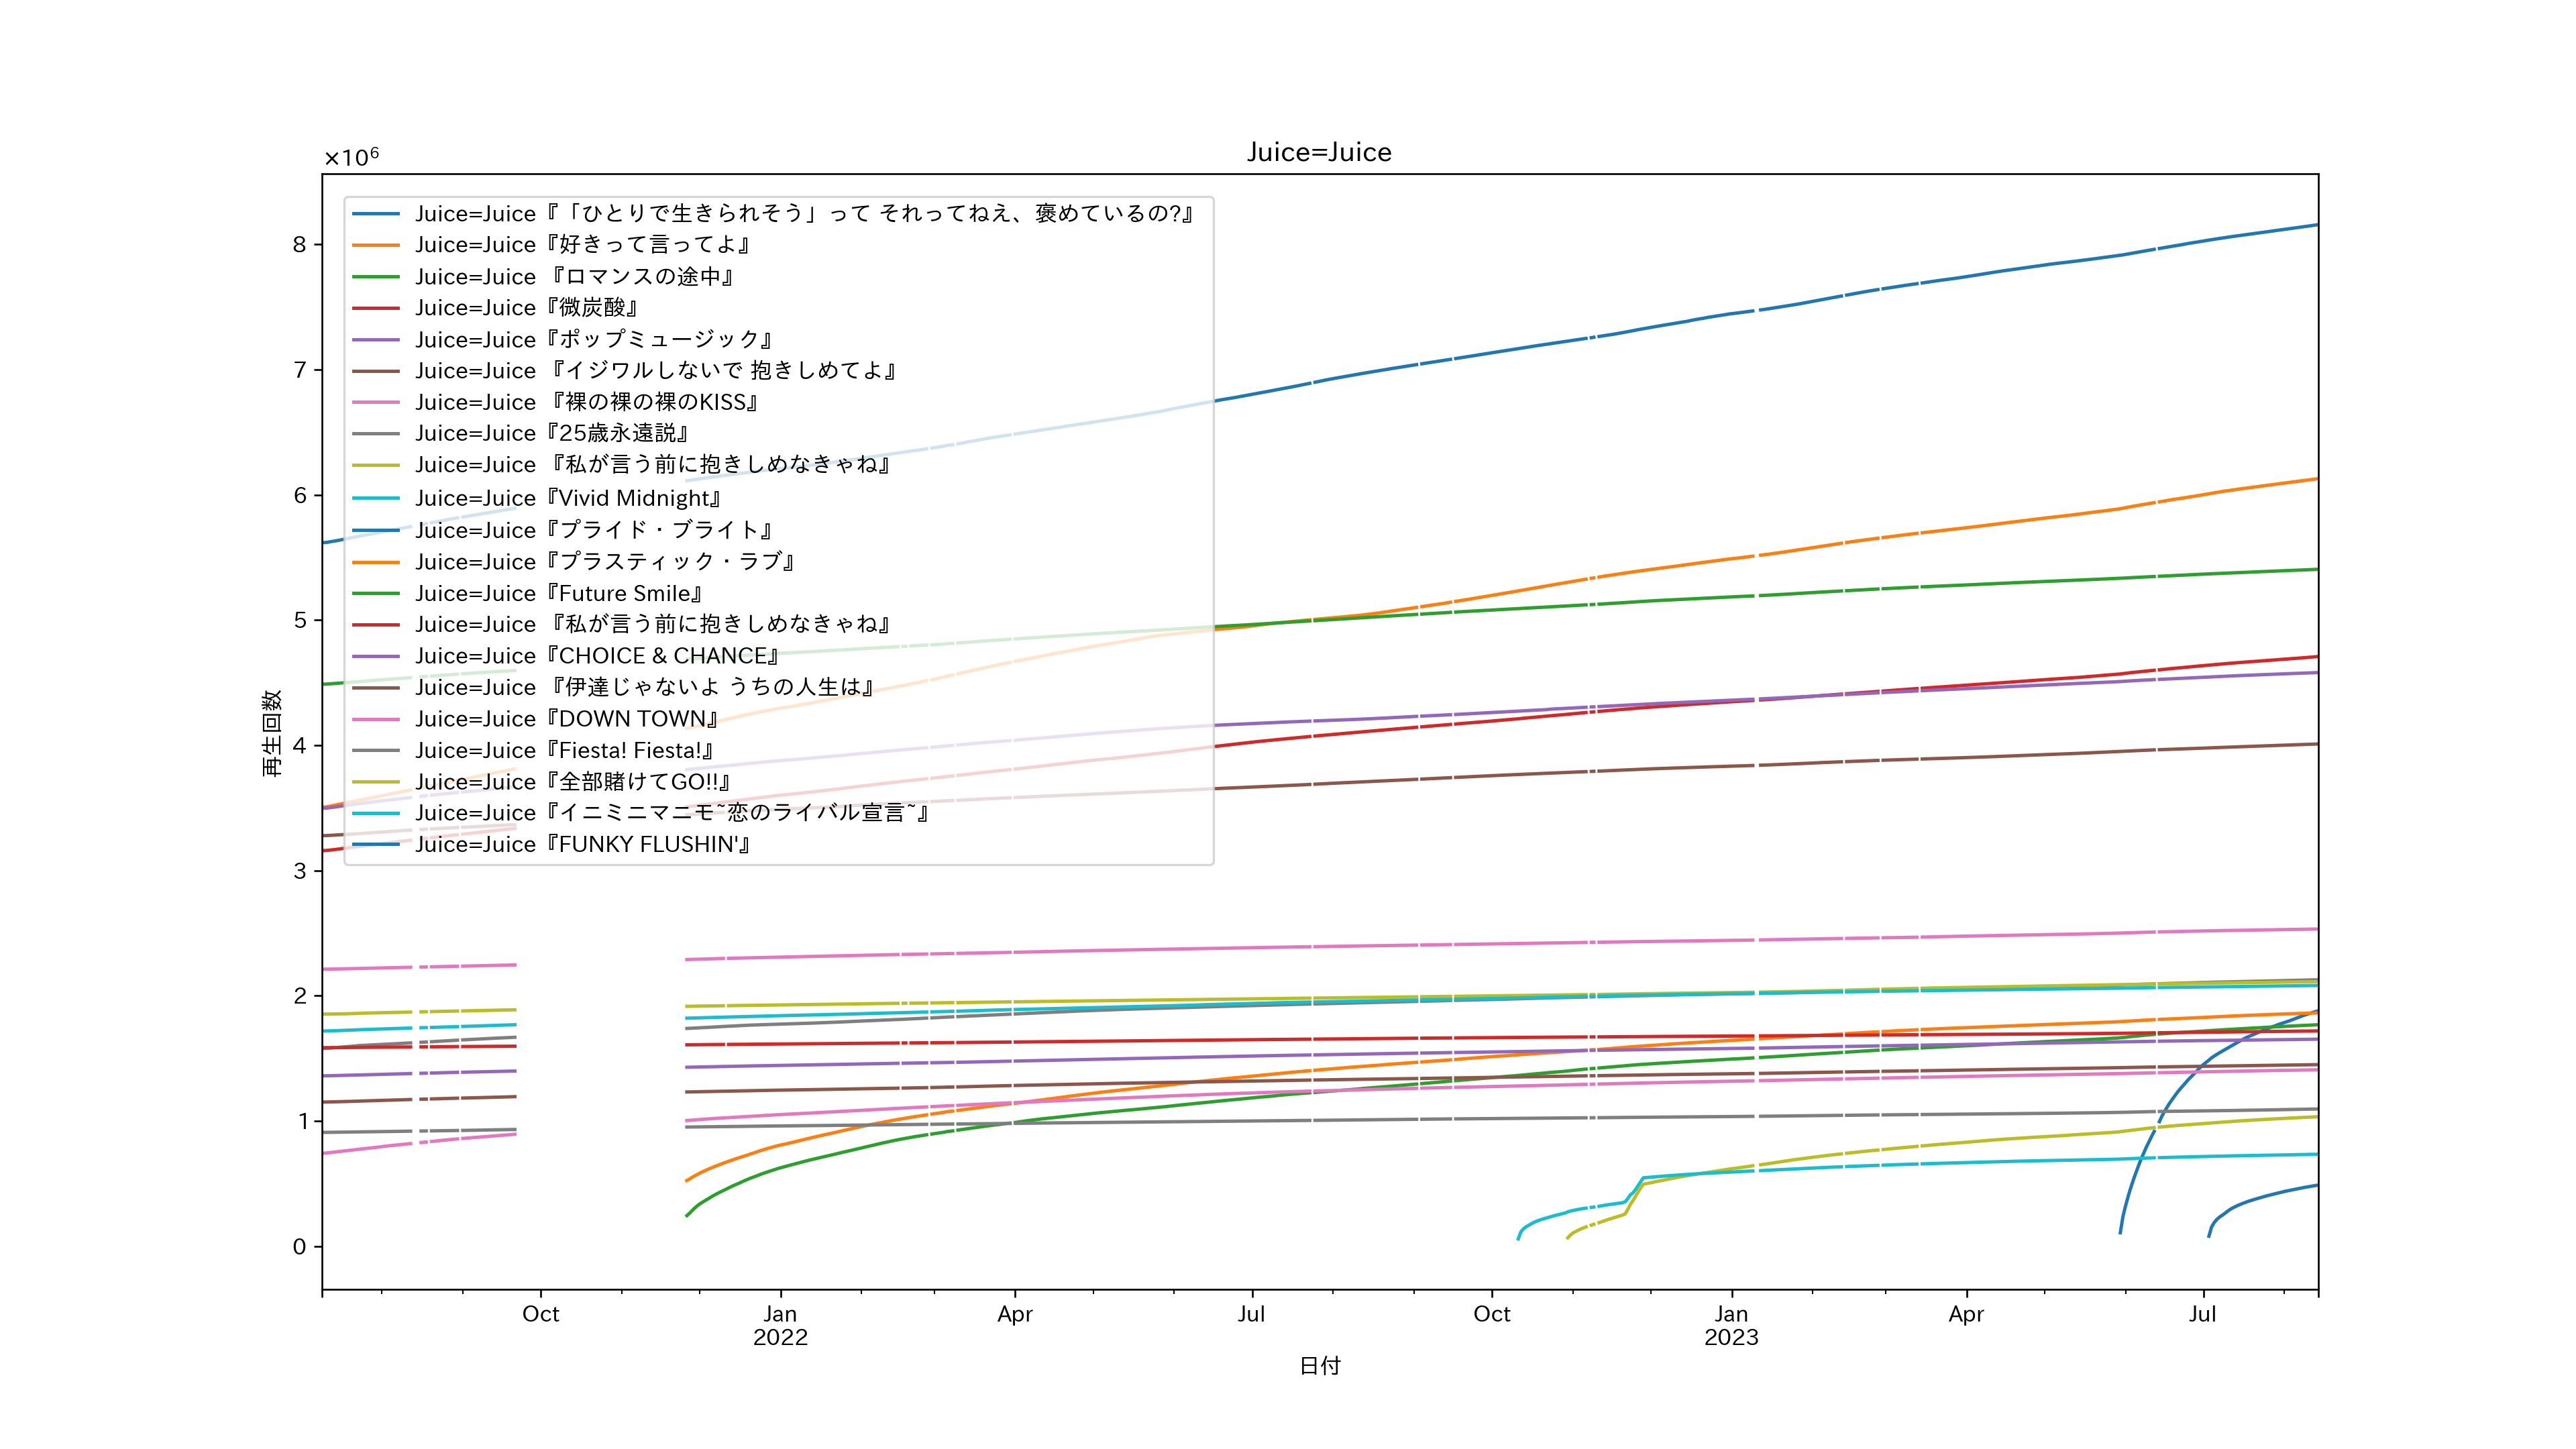 Juice=Juice
×10⁶
Juice=Juice『「ひとりで生きられそう」って それってねえ、褒めているの?』
Juice=Juice『好きって言ってよ』
Juice=Juice 『ロマンスの途中』
Juice=Juice『微炭酸』
Juice=Juice『ポップミュージック』
Juice=Juice 『イジワルしないで 抱きしめてよ』
Juice=Juice 『裸の裸の裸のKISS』
Juice=Juice『25歳永遠説』
Juice=Juice 『私が言う前に抱きしめなきゃね』
Juice=Juice『Vivid Midnight』
Juice=Juice『プライド・ブライト』
Juice=Juice『プラスティック・ラブ』
Juice=Juice『Future Smile』
Juice=Juice 『私が言う前に抱きしめなきゃね』
Juice=Juice『CHOICE & CHANCE』
Juice=Juice 『伊達じゃないよ うちの人生は』
Juice=Juice『DOWN TOWN』
Juice=Juice『Fiesta! Fiesta!』
Juice=Juice『全部賭けてGO!!』
Juice=Juice『イニミニマニモ~恋のライバル宣言~』
Juice=Juice『FUNKY FLUSHIN'』
8
7
6
5
4
3
2
1
0
再生回数
Oct
Jan
2022
Apr
Jul
Oct
Jan
2023
Apr
Jul
日付